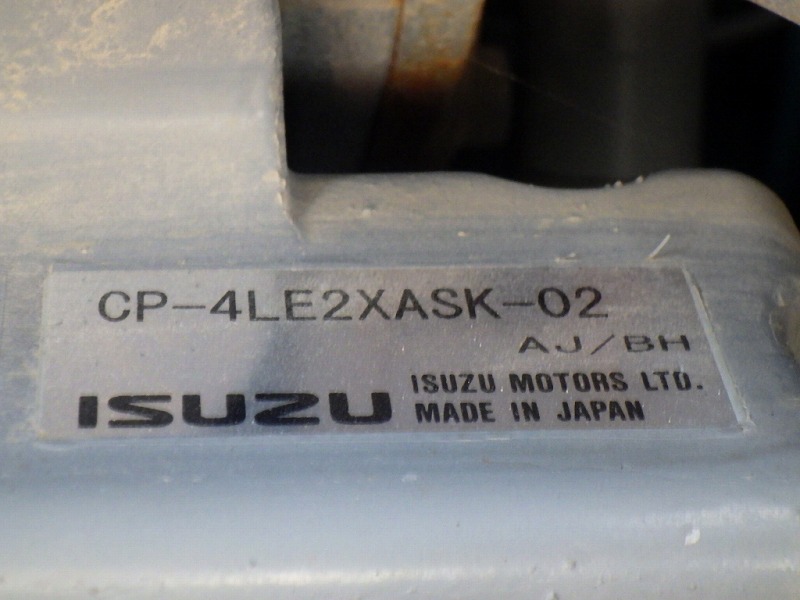 CP-4LE2XASK-02
AJ/BH
ISUZU
ISUZU MOTORS LTD.
MADE IN JAPAN